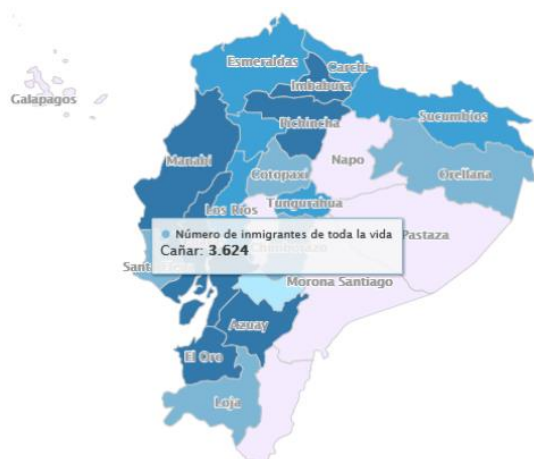 Esmeraldas
Carchi
Imbabura
Galapagos
Sucumbios
Pichincha
Manabi
Napo
Cotopaxi
Orellana
Tungurahua
Los Ríos
Número de inmigrantes de toda la vida
Pastaza
Cañar: 3.624
Morona Santiago
Azuay
El Oro
Loja